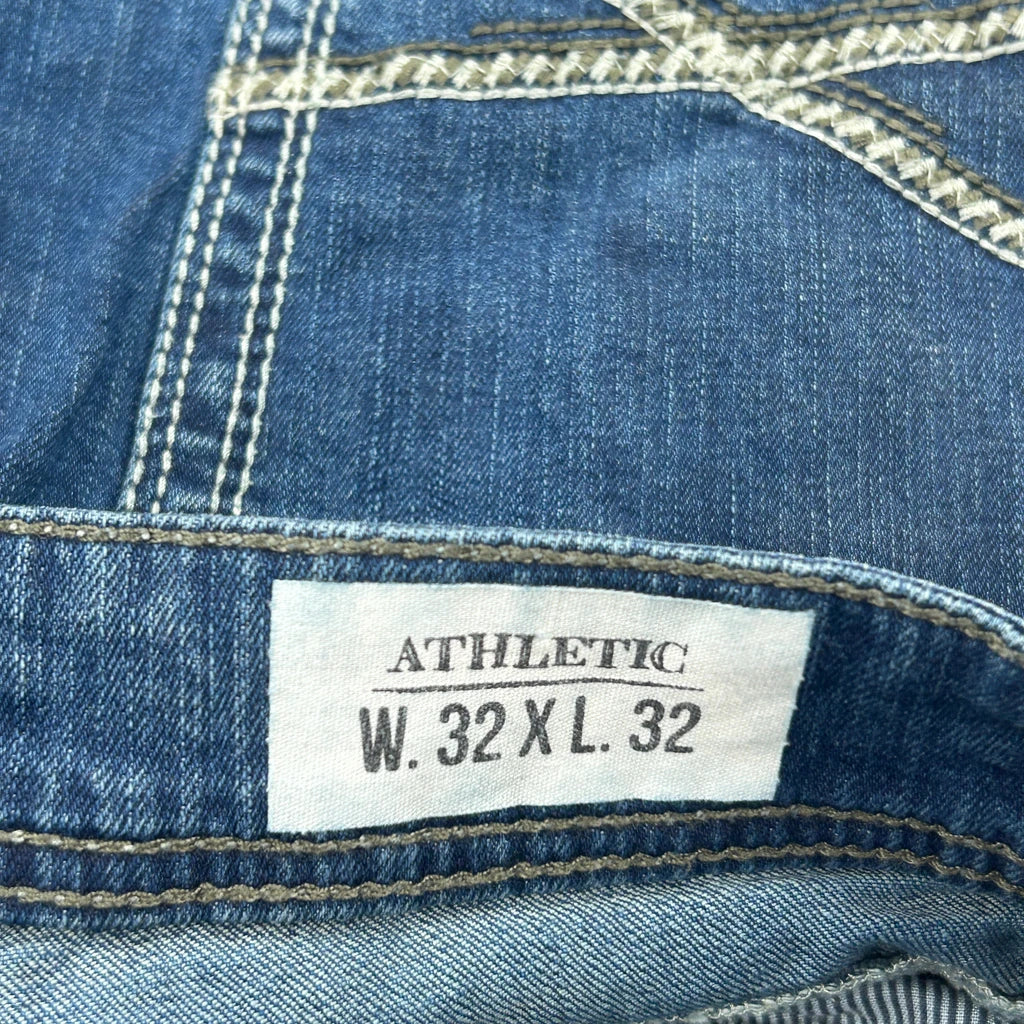 ATHLETIC
W. 32 X L. 32